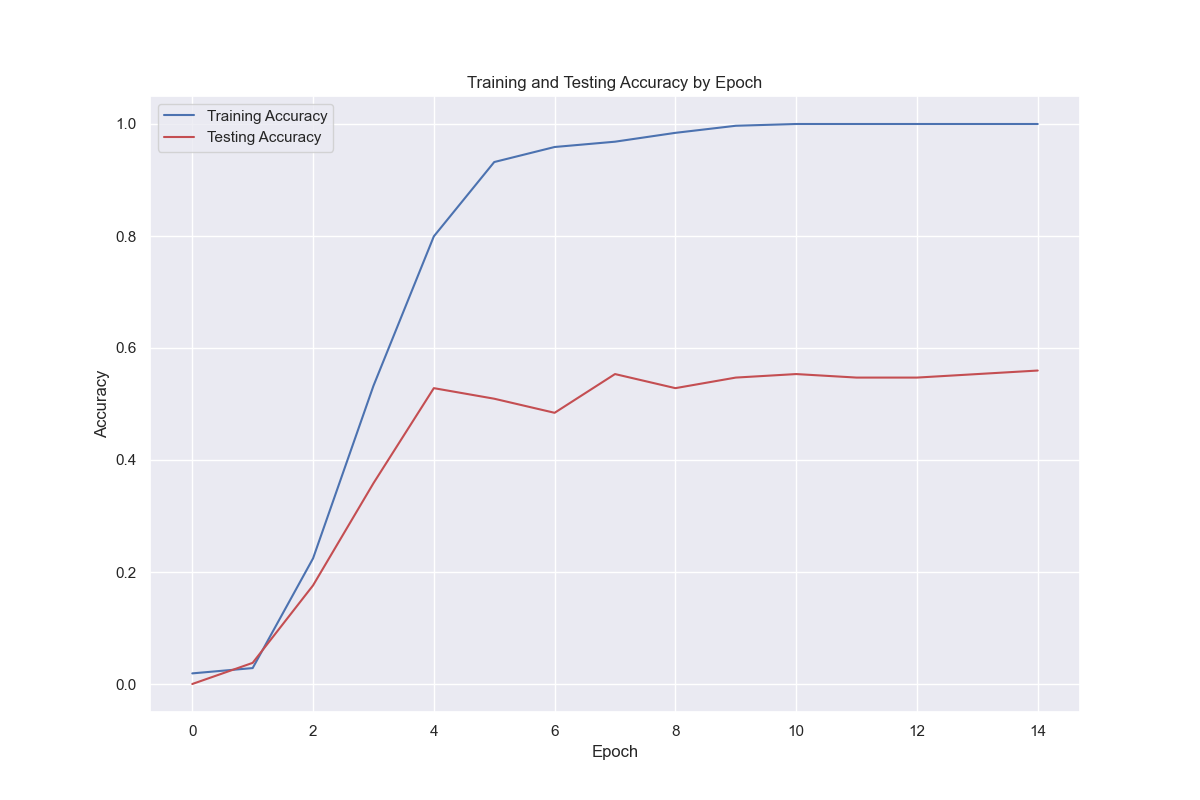 Training and Testing Accuracy by Epoch
Training Accuracy
Testing Accuracy
1.0
0.8
0.6
0.4
0.2
0.0
Accuracy
0 2 4 6 8 10 12 14
Epoch